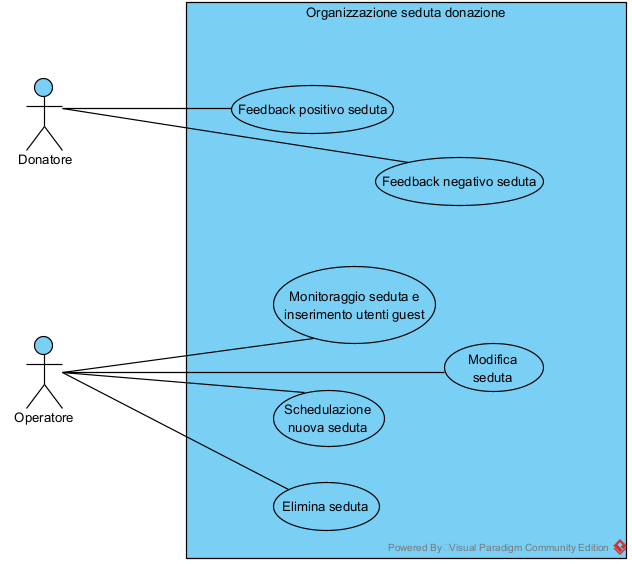 Organizzazione seduta donazione
Feedback positivo seduta
Donatore
Feedback negativo seduta
Monitoraggio seduta e
inserimento utenti guest
Modifica
seduta
Operatore
Schedulazione
nuova seduta
Elimina seduta
Powered By Visual Paradigm Community Edition